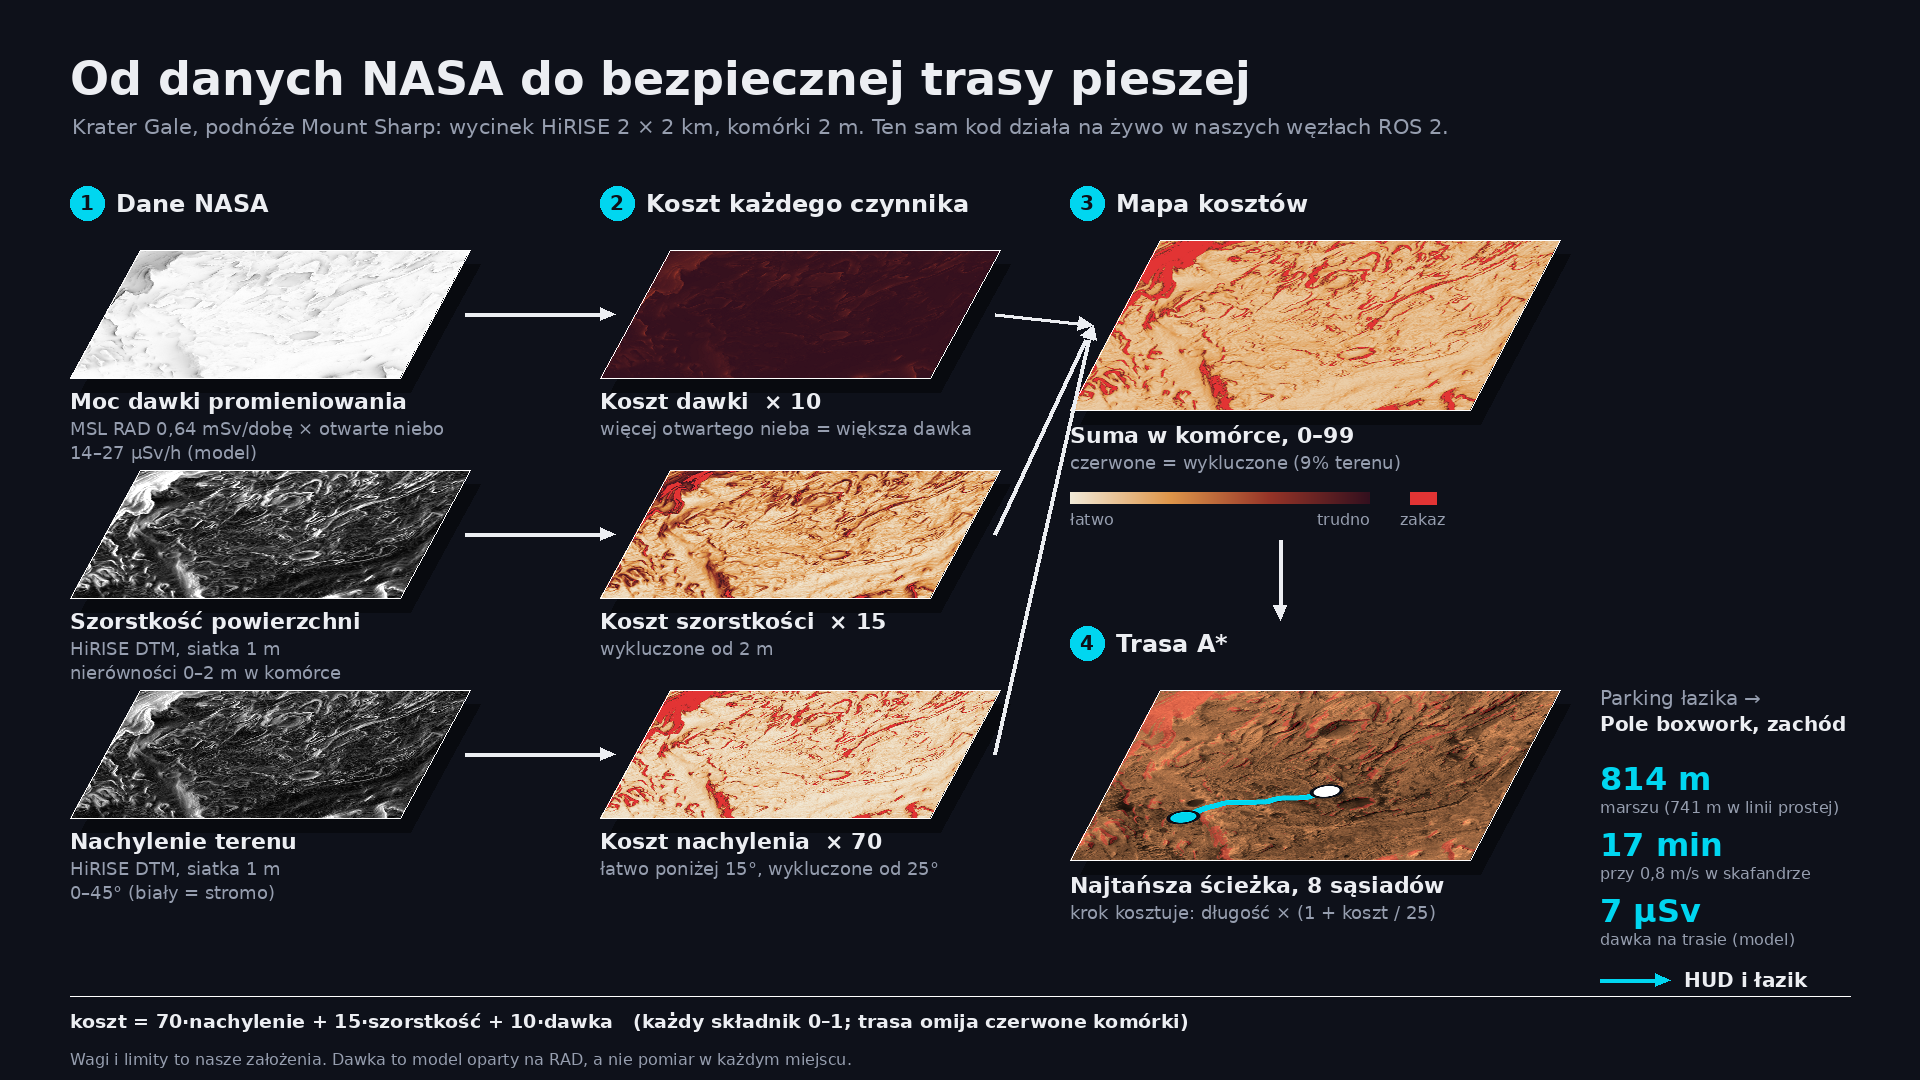 Od danych NASA do bezpiecznej trasy pieszej
Krater Gale, podnóże Mount Sharp: wycinek HiRISE 2 × 2 km, komórki 2 m. Ten sam kod działa na żywo w naszych węzłach ROS 2.
1 Dane NASA
Moc dawki promieniowania
MSL RAD 0,64 mSv/dobę × otwarte niebo
14–27 µSv/h (model)
Szorstkość powierzchni
HiRISE DTM, siatka 1 m
nierówności 0–2 m w komórce
Nachylenie terenu
HiRISE DTM, siatka 1 m
0–45° (biały = stromo)
2 Koszt każdego czynnika
Koszt dawki × 10
więcej otwartego nieba = większa dawka
Koszt szorstkości × 15
wykluczone od 2 m
Koszt nachylenia × 70
łatwo poniżej 15°, wykluczone od 25°
3 Mapa kosztów
Suma w komórce, 0–99
czerwone = wykluczone (9% terenu)
łatwo trudno zakaz
4 Trasa A*
Najtańsza ścieżka, 8 sąsiadów
krok kosztuje: długość × (1 + koszt / 25)
Parking łazika →
Pole boxwork, zachód
814 m
marszu (741 m w linii prostej)
17 min
przy 0,8 m/s w skafandrze
7 µSv
dawka na trasie (model)
HUD i łazik
koszt = 70·nachylenie + 15·szorstkość + 10·dawka (każdy składnik 0–1; trasa omija czerwone komórki)
Wagi i limity to nasze założenia. Dawka to model oparty na RAD, a nie pomiar w każdym miejscu.